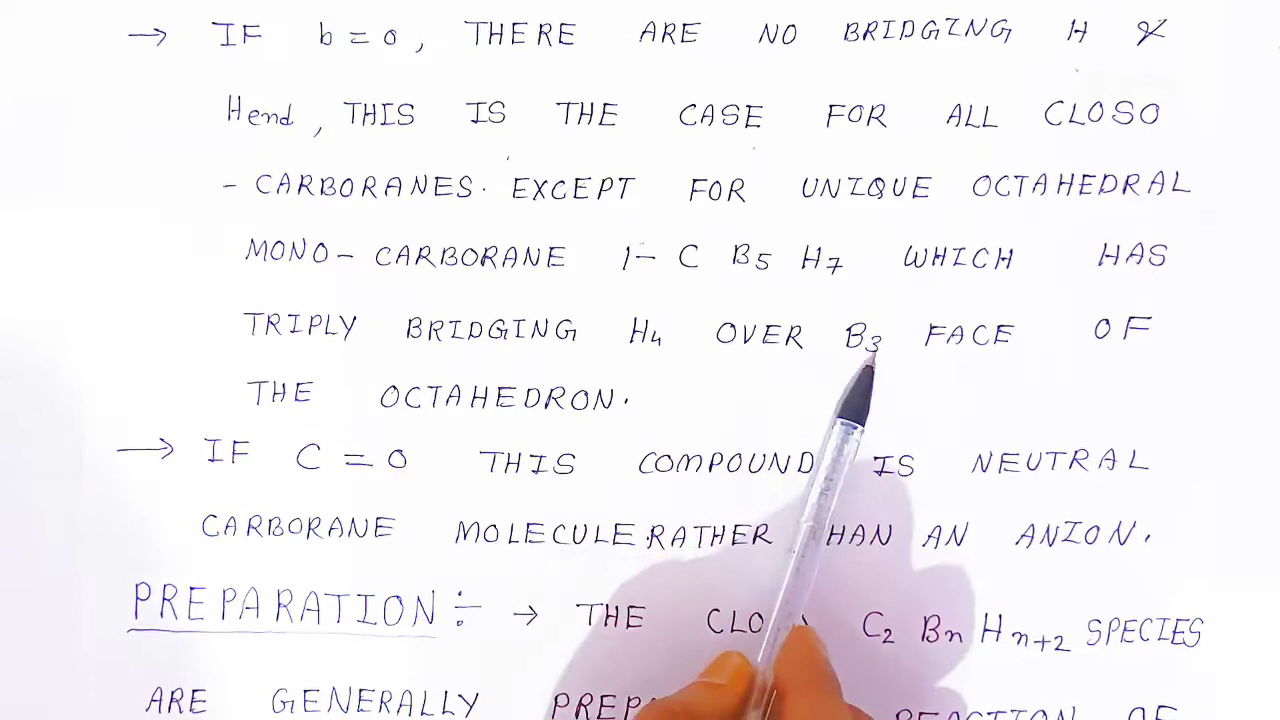 → IF b = 0, THERE ARE NO BRIDGING H &
Hend, THIS IS THE CASE FOR ALL CLOSO
- CARBORANES. EXCEPT FOR UNIQUE OCTAHEDRAL
MONO - CARBORANE 1- C B5 H7 WHICH HAS
TRIPLY BRIDGING H4 OVER B3 FACE OF
THE OCTAHEDRON.
→ IF C = 0 THIS COMPOUND IS NEUTRAL
CARBORANE MOLECULE. RATHER HAN AN ANION.
PREPARATION :- → THE C2 Bn Hn+2 SPECIES
ARE GENERALLY REACTION OF